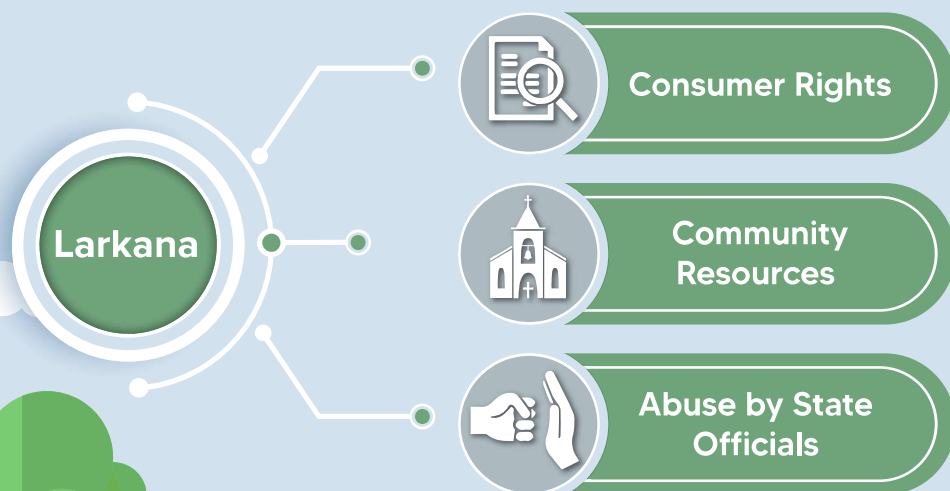 Larkana
Consumer Rights
Community
Resources
Abuse by State
Officials